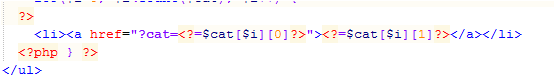 ?>
<li><a href="?cat=<?=$cat[$i][0]?>"><?=$cat[$i][1]?></a></li>
<?php } ?>
</ul>